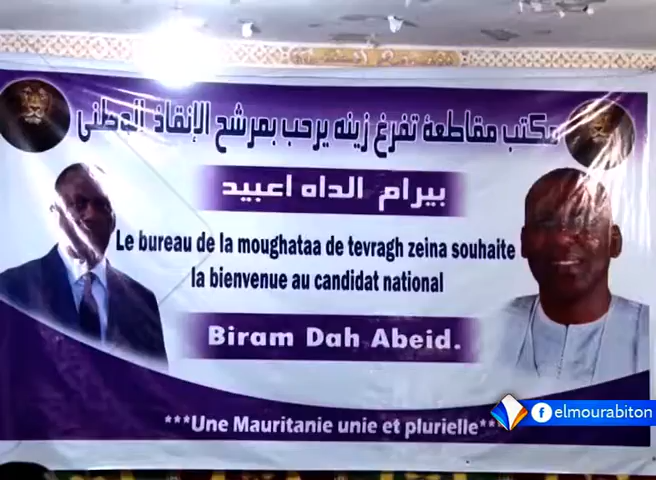 مكتب مقاطعة تفرغ زينه يرحب بمرشح الإنقاذ الوطني
بيرام الداه اعبيد
Le bureau de la moughataa de tevragh zeina souhaite
la bienvenue au candidat national
Biram Dah Abeid.
***Une Mauritanie unie et plurielle***
elmourabiton